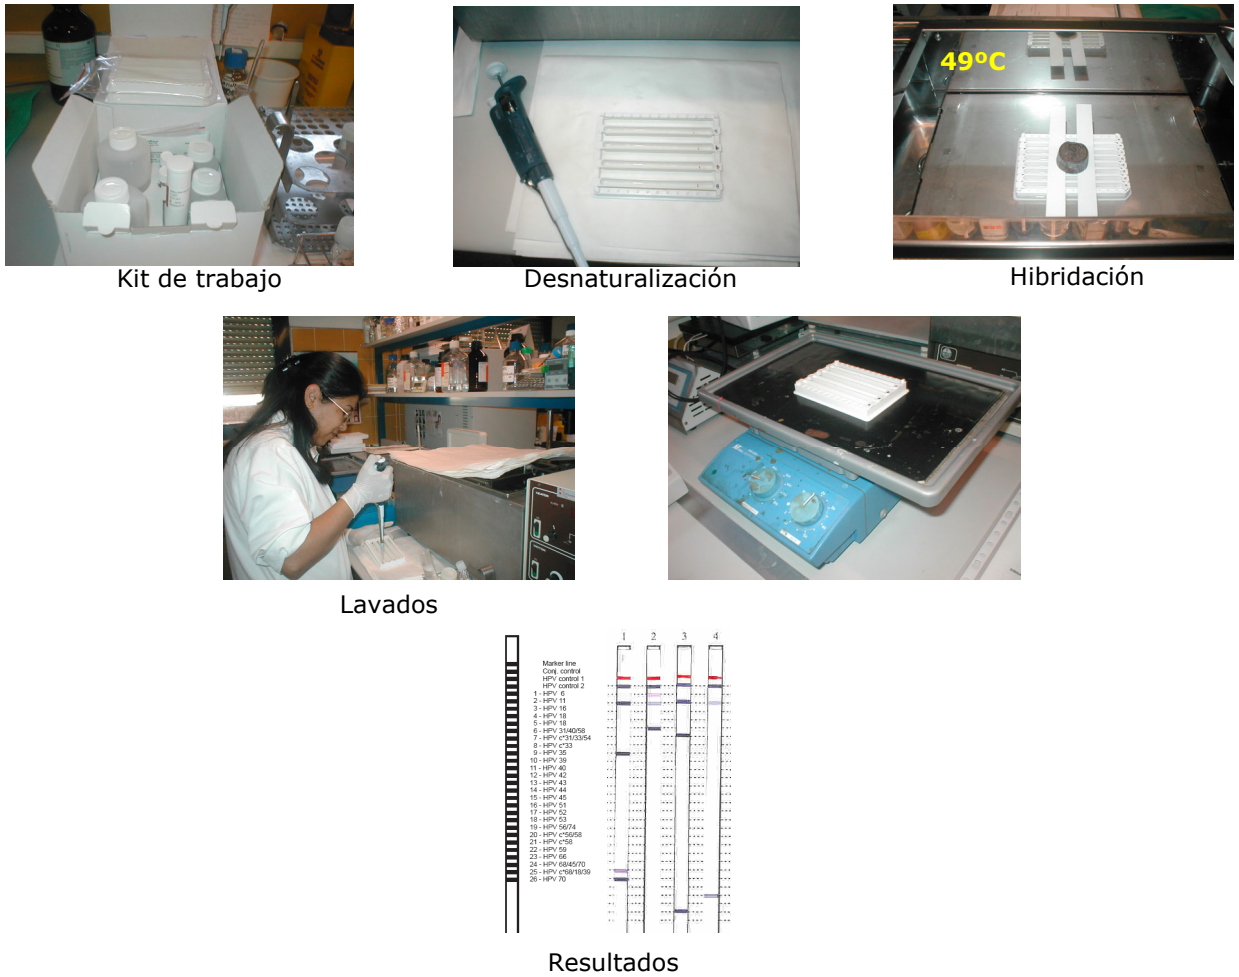 49ºC
Kit de trabajo
Desnaturalización
Hibridación
Lavados
1 2 3 4
Marker line
Conj. control
HPV control 1
HPV control 2
1 - HPV 6
2 - HPV 11
3 - HPV 16
4 - HPV 18
5 - HPV 18
6 - HPV 31/40/58
7 - HPV c*31/33/54
8 - HPV c*33
9 - HPV 35
10 - HPV 39
11 - HPV 40
12 - HPV 42
13 - HPV 43
14 - HPV 44
15 - HPV 45
16 - HPV 51
17 - HPV 52
18 - HPV 53
19 - HPV 56/74
20 - HPV c*56/58
21 - HPV c*58
22 - HPV 59
23 - HPV 66
24 - HPV 68/45/70
25 - HPV c*68/18/39
26 - HPV 70
Resultados